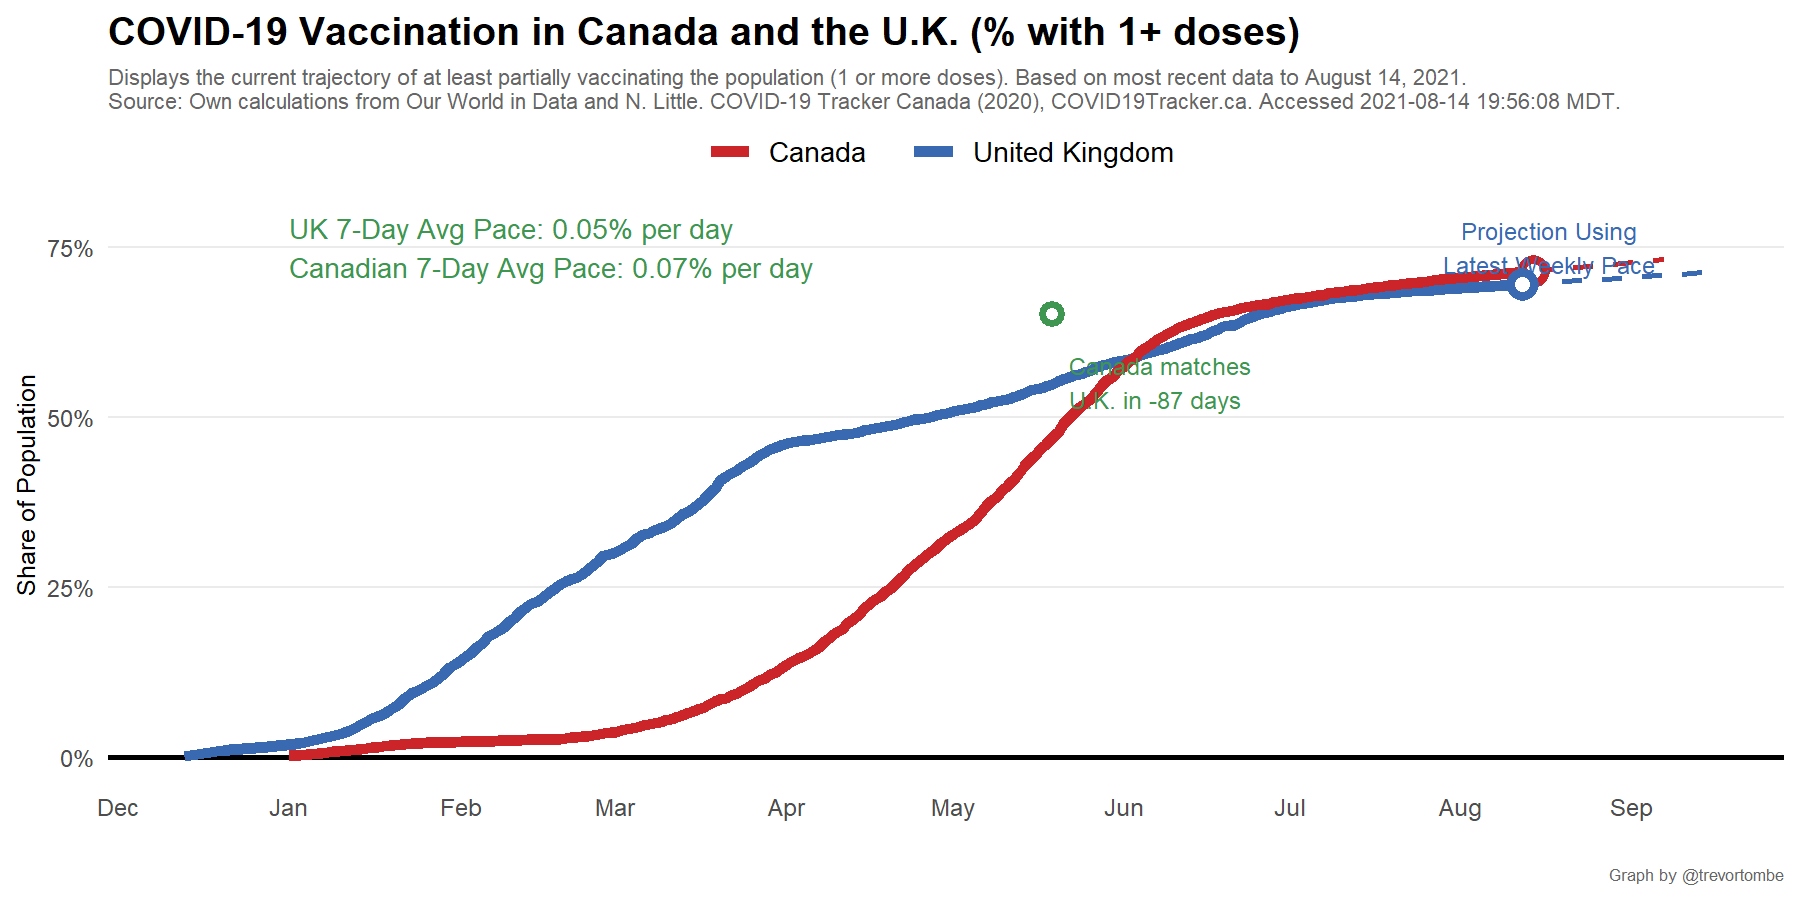 COVID-19 Vaccination in Canada and the U.K. (% with 1+ doses)
Displays the current trajectory of at least partially vaccinating the population (1 or more doses). Based on most recent data to August 14, 2021.
Source: Own calculations from Our World in Data and N. Little. COVID-19 Tracker Canada (2020), COVID19Tracker.ca. Accessed 2021-08-14 19:56:08 MDT.
Canada United Kingdom
UK 7-Day Avg Pace: 0.05% per day
Canadian 7-Day Avg Pace: 0.07% per day
Projection Using
Latest Weekly Pace
Canada matches
U.K. in -87 days
Share of Population
75%
50%
25%
0%
Dec Jan Feb Mar Apr May Jun Jul Aug Sep
Graph by @trevortombe